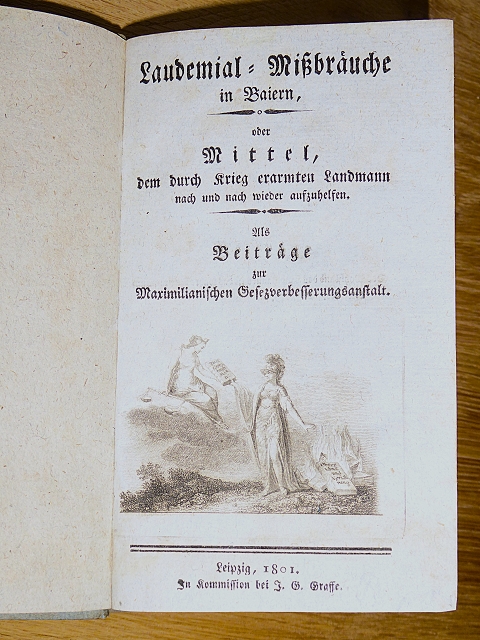 Laudemial-Mißbräuche
in Baiern,
oder
Mittel,
dem durch Krieg erarmten Landmann
nach und nach wieder aufzuhelfen.
Als
Beiträge
zur
Maximilianischen Gesezverbesserungsanstalt.
Leipzig, 1801.
In Kommission bei J. G. Graffe.